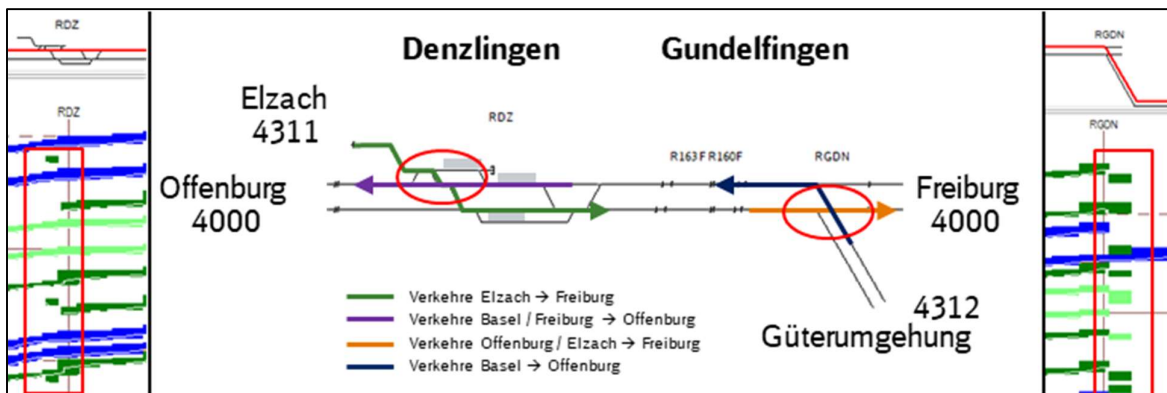 RDZ
RDZ
Denzlingen Gundelfingen
Elzach
4311
RDZ
Offenburg
4000
R163F R160F RGDN
Freiburg
4000
4312
Güterumgehung
Verkehre Elzach → Freiburg
Verkehre Basel / Freiburg → Offenburg
Verkehre Offenburg / Elzach → Freiburg
Verkehre Basel → Offenburg
RGDN
RGDN